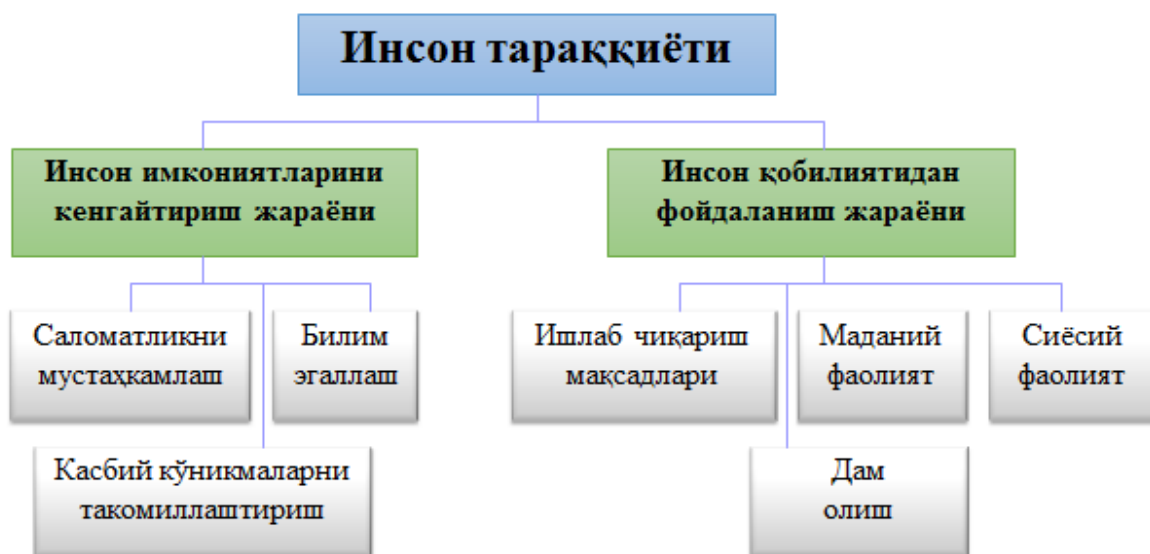 Инсон тараққиёти
Инсон имкониятларини
кенгайтириш жараёни
Инсон қобилиятидан
фойдаланиш жараёни
Саломатликни
мустаҳкамлаш
Билим
эгаллаш
Ишлаб чиқариш
мақсадлари
Маданий
фаолият
Сиёсий
фаолият
Касбий кўникмаларни
такомиллаштириш
Дам
олиш